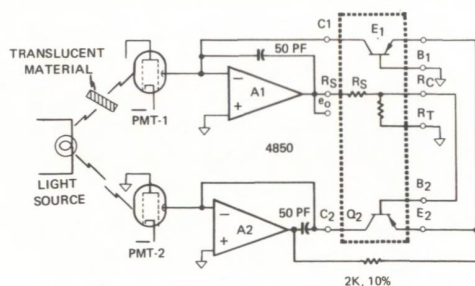 TRANSLUCENT
MATERIAL
LIGHT
SOURCE
PMT-1
PMT-2
50 PF
A1
4850
50 PF
A2
C1
E1
B1
RS
RS
RC
eo
RT
B2
C2
Q2
E2
2K, 10%